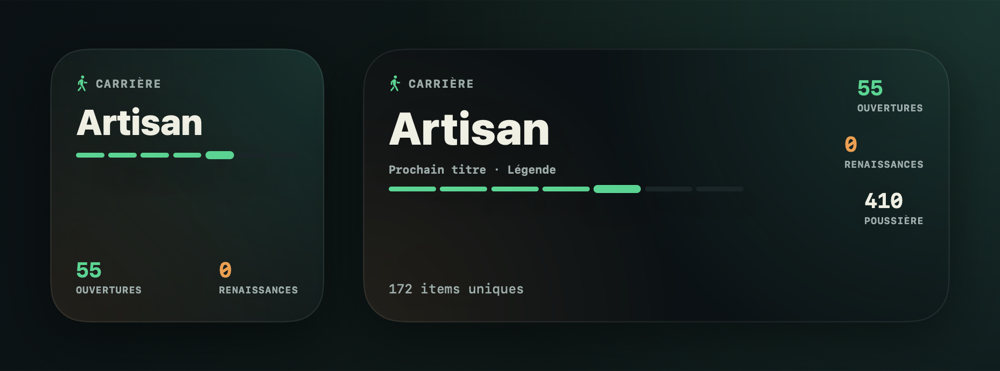 CARRIÈRE
Artisan
55
OUVERTURES
0
RENAISSANCES
CARRIÈRE
Artisan
Prochain titre · Légende
172 items uniques
55
OUVERTURES
0
RENAISSANCES
410
POUSSIÈRE